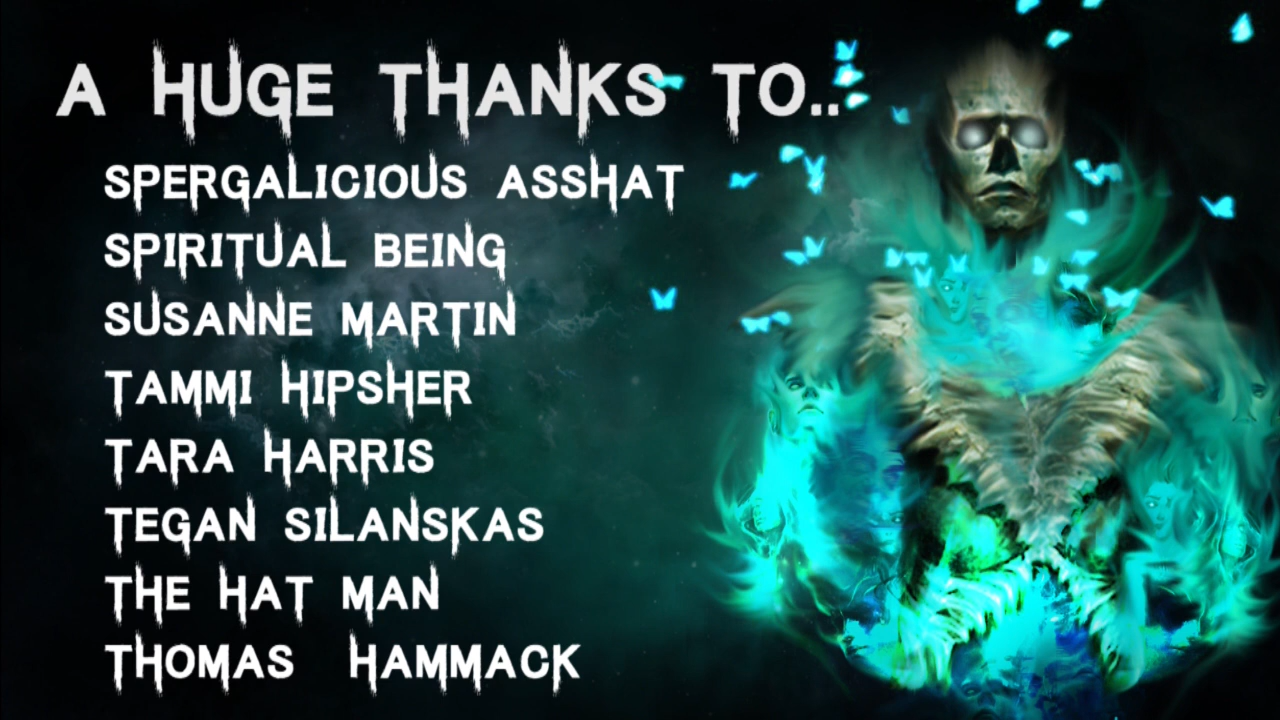 A HUGE THANKS TO..
SPERGALICIOUS ASSHAT
SPIRITUAL BEING
SUSANNE MARTIN
TAMMI HIPSHER
TARA HARRIS
TEGAN SILANSKAS
THE HAT MAN
THOMAS HAMMACK